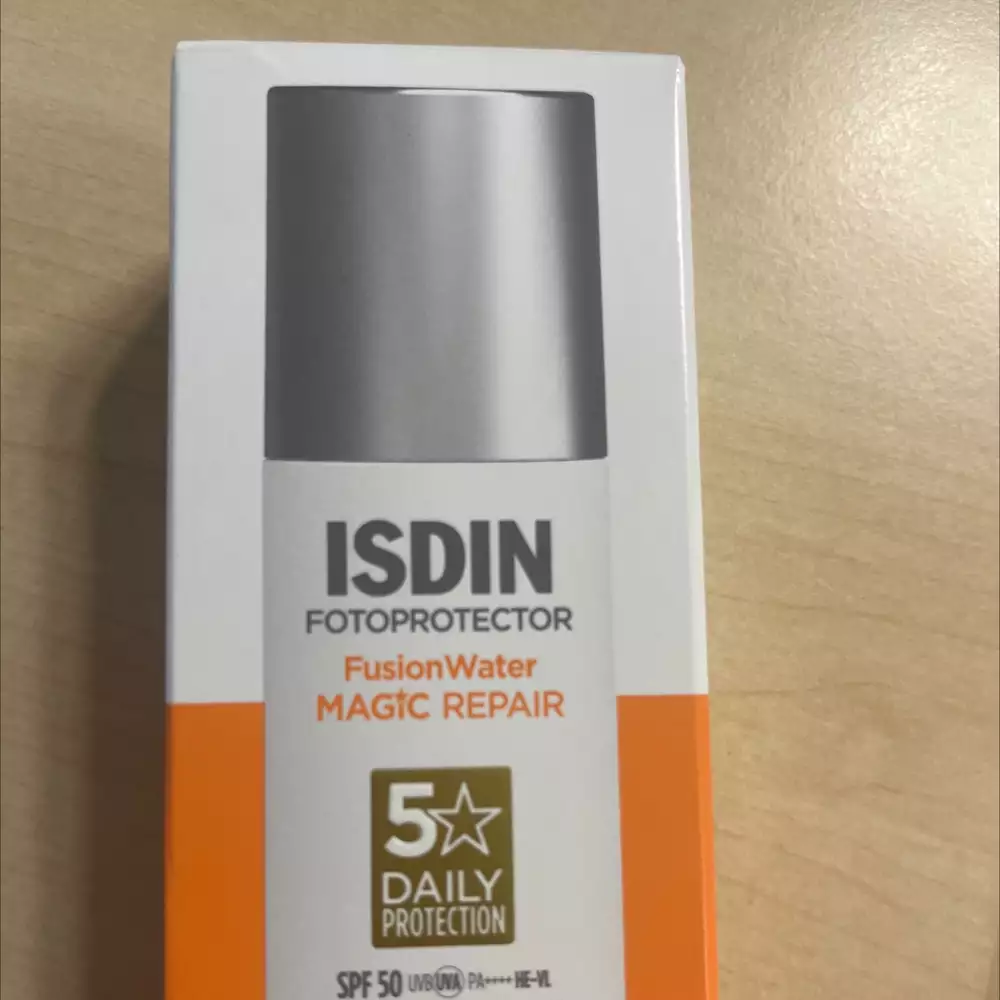 ISDIN
FOTOPROTECTOR
FusionWater
MAGIC REPAIR
5☆
DAILY
PROTECTION
SPF 50 UVB UVA PA++++ HE-VL